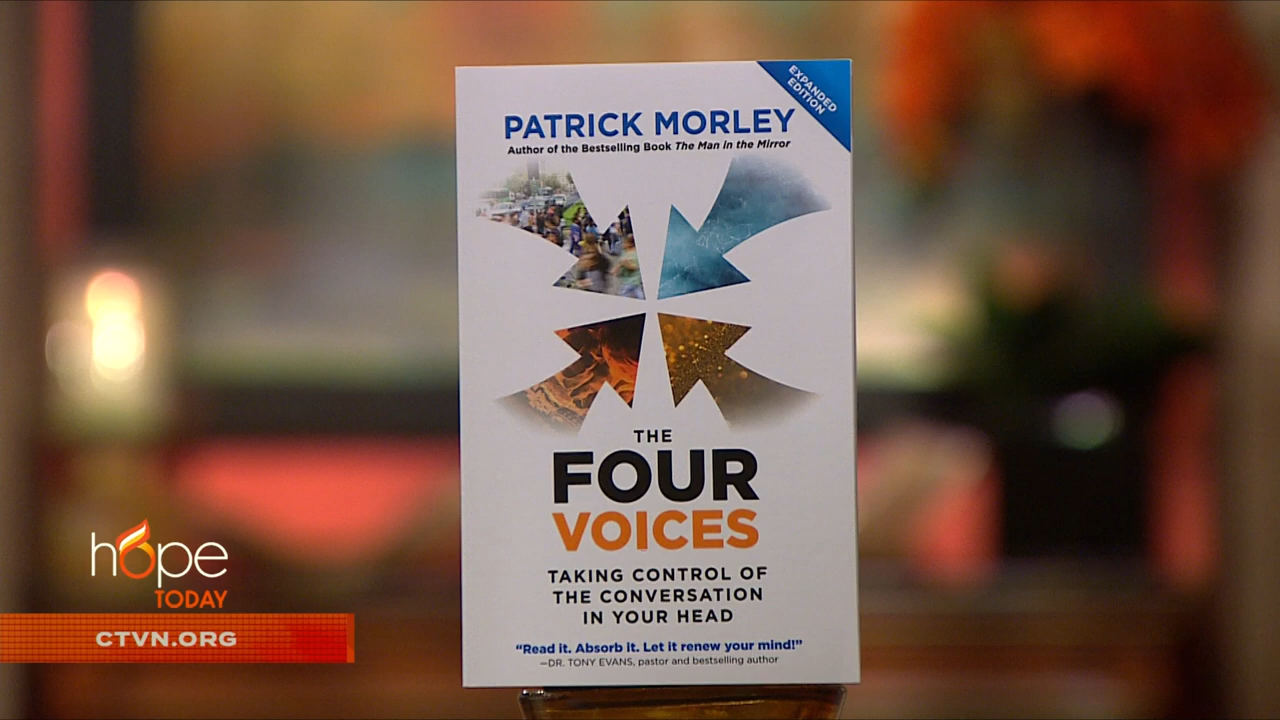 EXPANDED
EDITION
PATRICK MORLEY
Author of the Bestselling Book The Man in the Mirror
THE
FOUR
VOICES
TAKING CONTROL OF
THE CONVERSATION
IN YOUR HEAD
“Read it. Absorb it. Let it renew your mind!”
—DR. TONY EVANS, pastor and bestselling author
hope
TODAY
CTVN.ORG